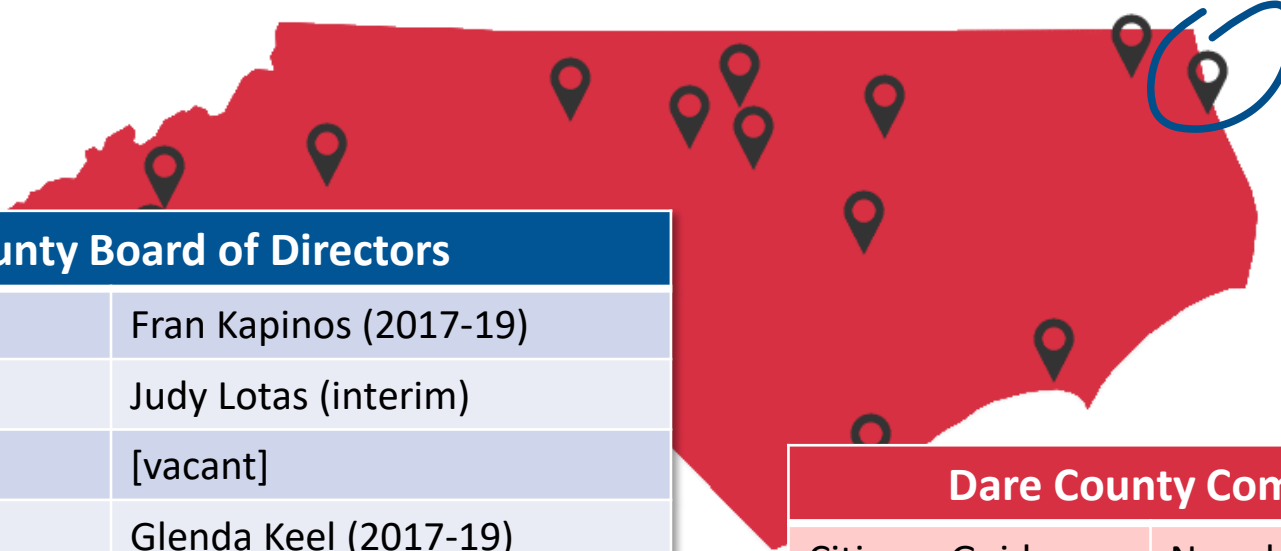 unty Board of Directors
Fran Kapinos (2017-19)
Judy Lotas (interim)
[vacant]
Glenda Keel (2017-19)
Dare County Com